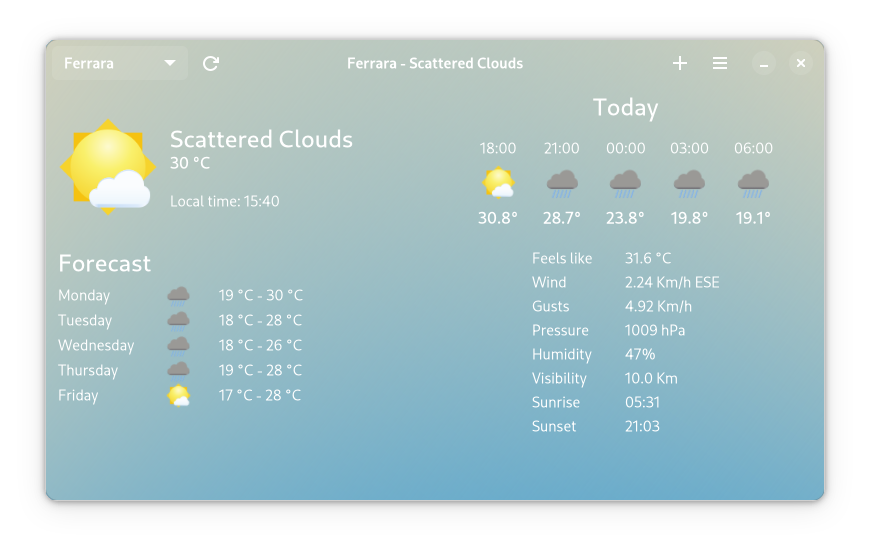 Ferrara
Ferrara - Scattered Clouds
Scattered Clouds
30 °C
Local time: 15:40
Today
18:00 21:00 00:00 03:00 06:00
30.8° 28.7° 23.8° 19.8° 19.1°
Forecast
Monday 19 °C - 30 °C
Tuesday 18 °C - 28 °C
Wednesday 18 °C - 26 °C
Thursday 19 °C - 28 °C
Friday 17 °C - 28 °C
Feels like 31.6 °C
Wind 2.24 Km/h ESE
Gusts 4.92 Km/h
Pressure 1009 hPa
Humidity 47%
Visibility 10.0 Km
Sunrise 05:31
Sunset 21:03